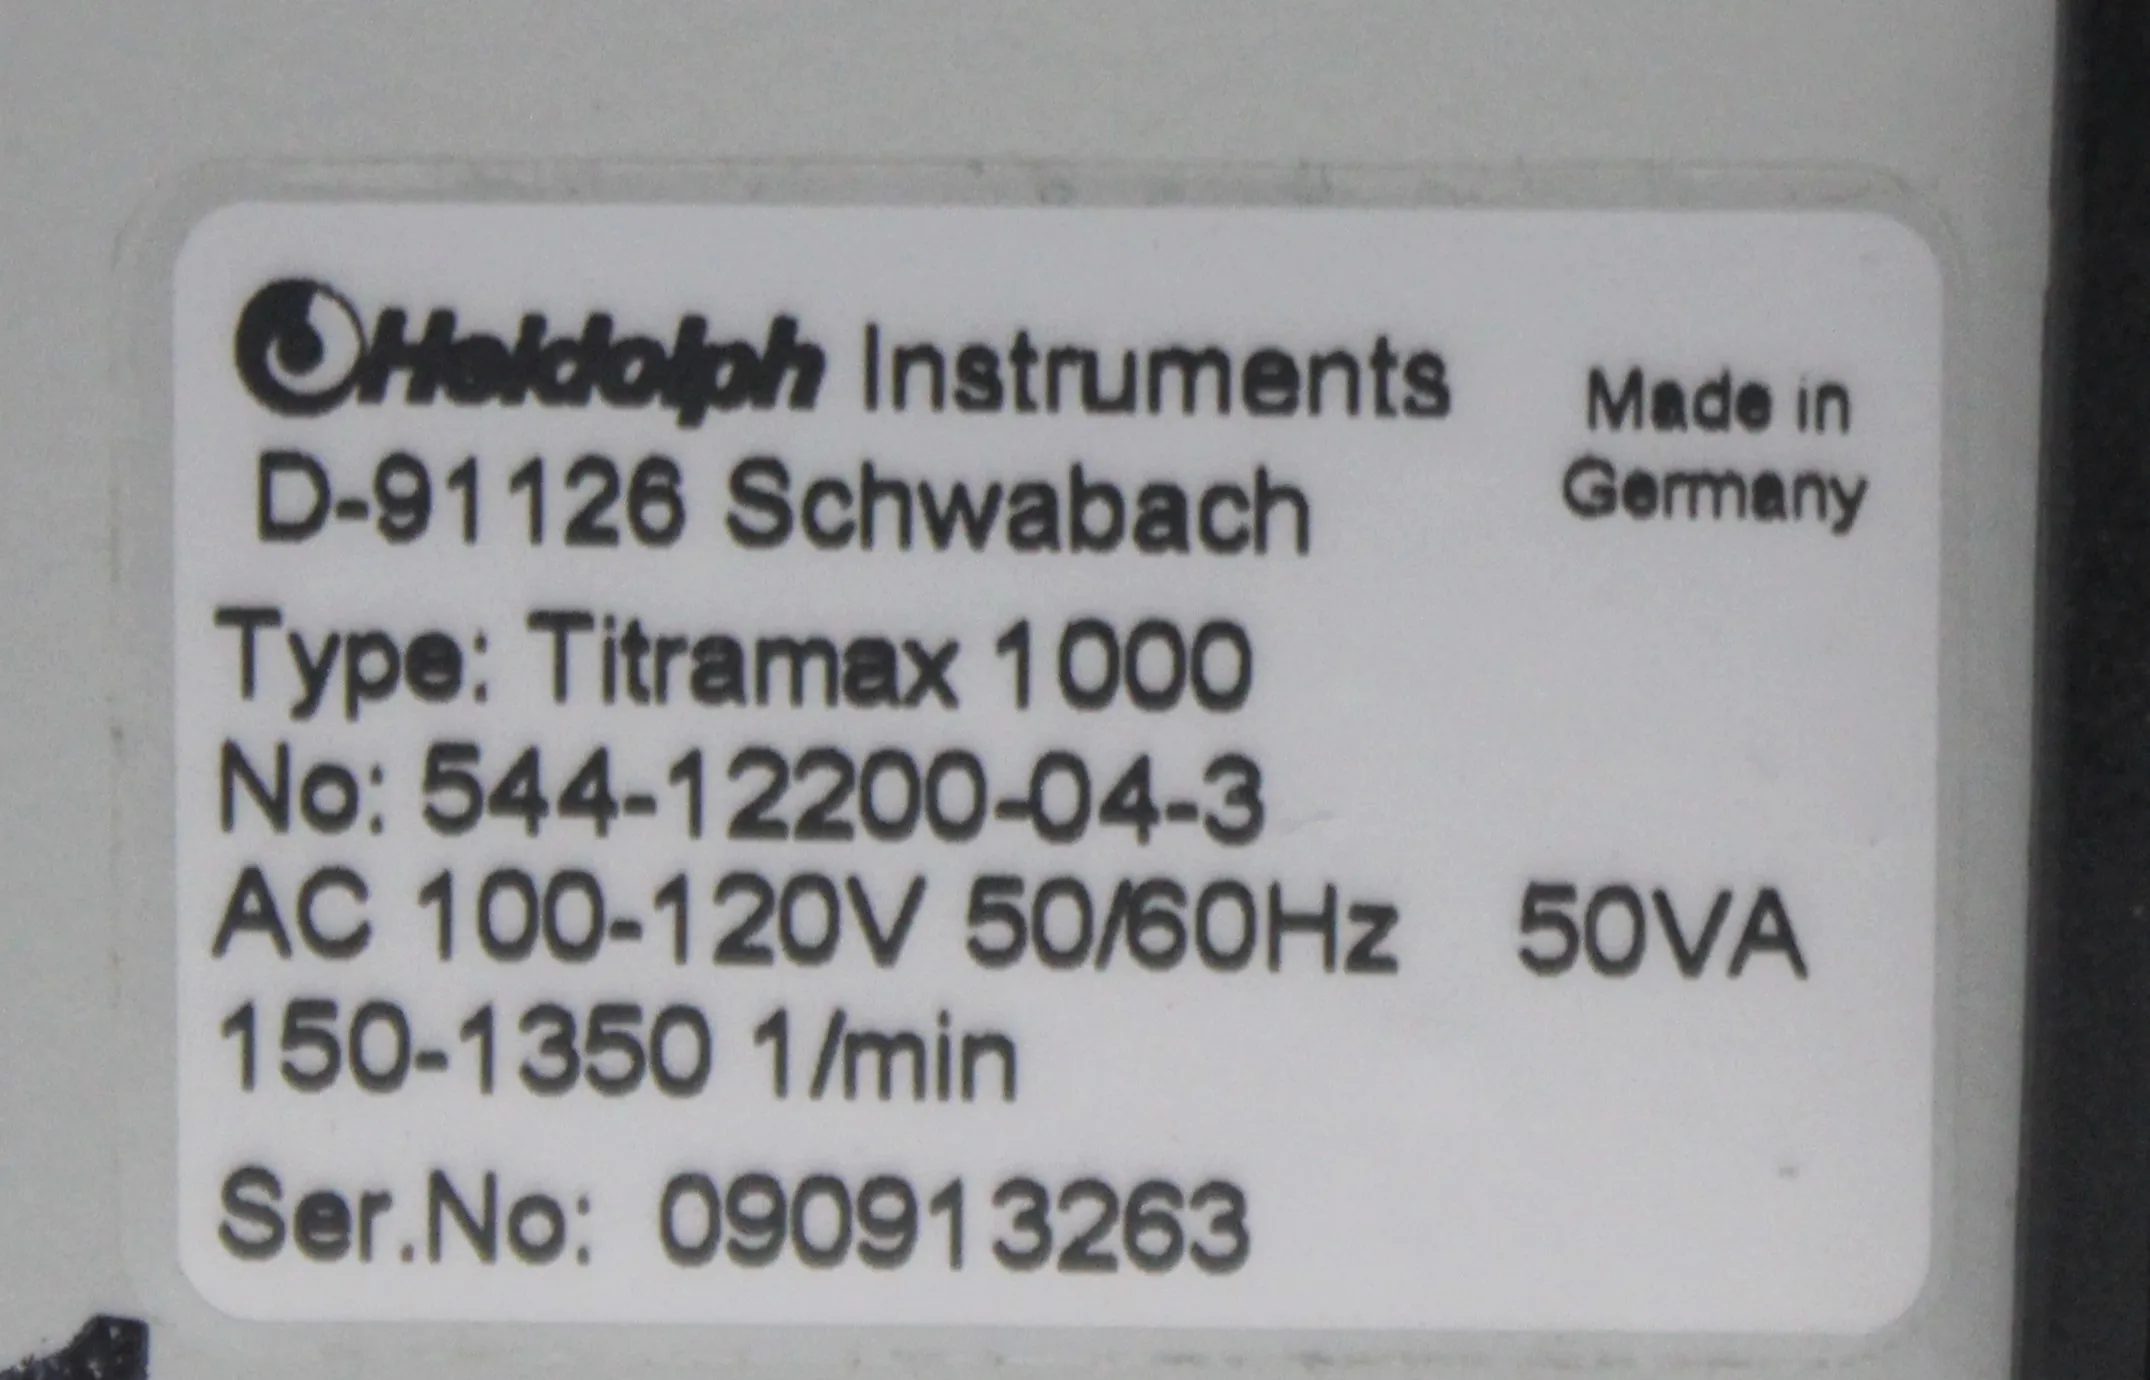 Heidolph Instruments
Made in
Germany
D-91126 Schwabach
Type: Titramax 1000
No: 544-12200-04-3
AC 100-120V 50/60Hz 50VA
150-1350 1/min
Ser.No: 090913263